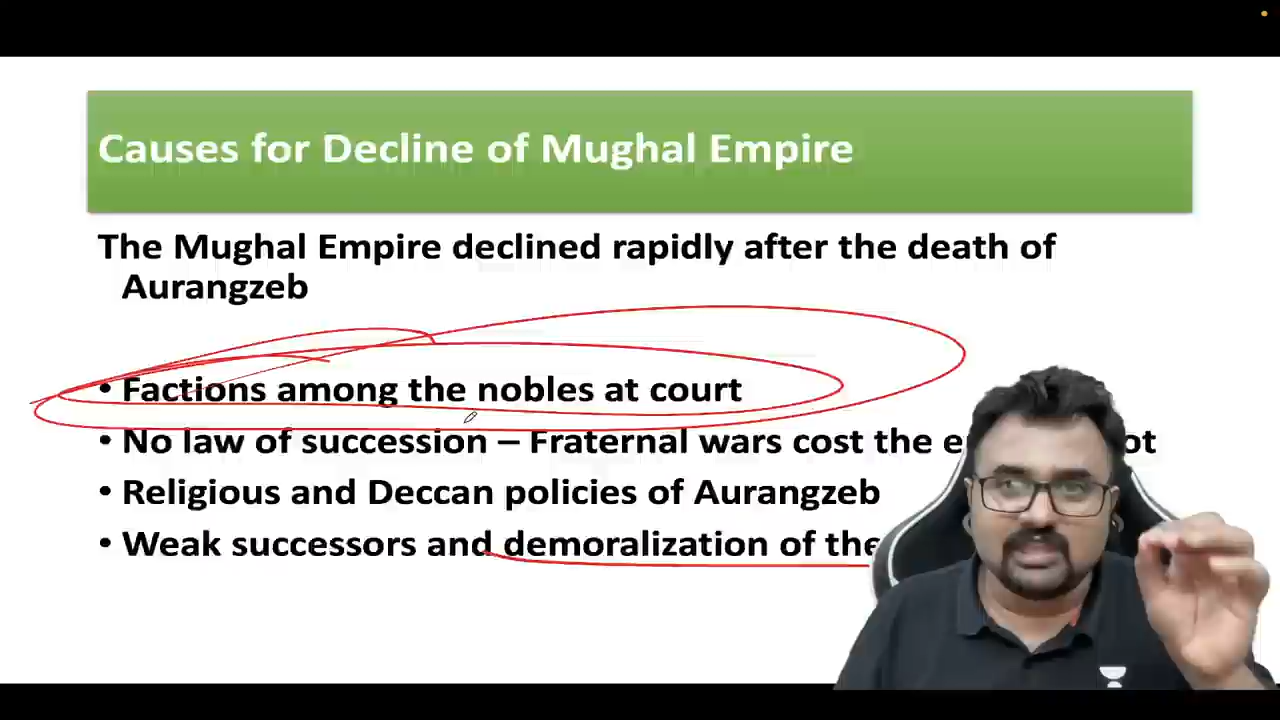 Causes for Decline of Mughal Empire
The Mughal Empire declined rapidly after the death of
Aurangzeb
• Factions among the nobles at court
• No law of succession – Fraternal wars cost the
• Religious and Deccan policies of Aurangzeb
• Weak successors and demoralization of the